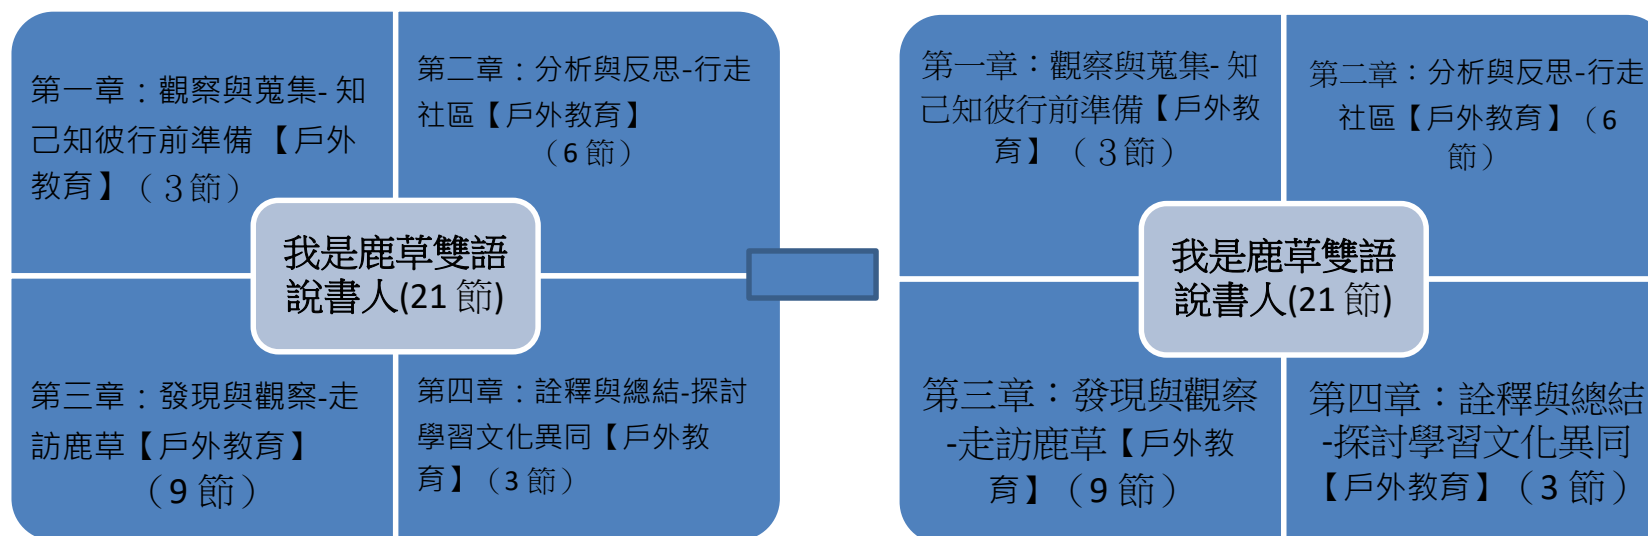 第一章：觀察與蒐集- 知
己知彼行前準備 【戶外
教育】（ 3 節）
第二章：分析與反思-行走
社區【戶外教育】
（6 節）
我是鹿草雙語
說書人(21 節)
第三章：發現與觀察-走
訪鹿草【戶外教育】
（9 節）
第四章：詮釋與總結-探討
學習文化異同【戶外教
育】（3 節）
第一章：觀察與蒐集- 知
己知彼行前準備【戶外教
育】（ 3 節）
第二章：分析與反思-行走
社區【戶外教育】（6
節）
我是鹿草雙語
說書人(21 節)
第三章：發現與觀察
-走訪鹿草【戶外教
育】（9 節）
第四章：詮釋與總結
-探討學習文化異同
【戶外教育】（3 節）